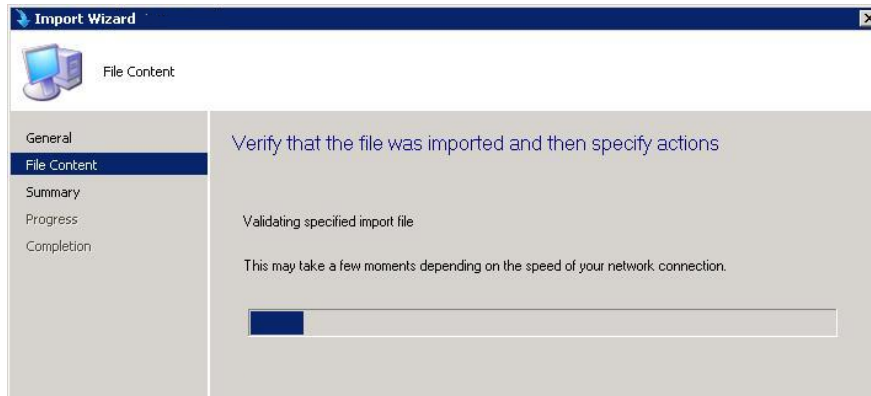 Import Wizard
File Content
General
File Content
Summary
Progress
Completion
Verify that the file was imported and then specify actions
Validating specified import file
This may take a few moments depending on the speed of your network connection.